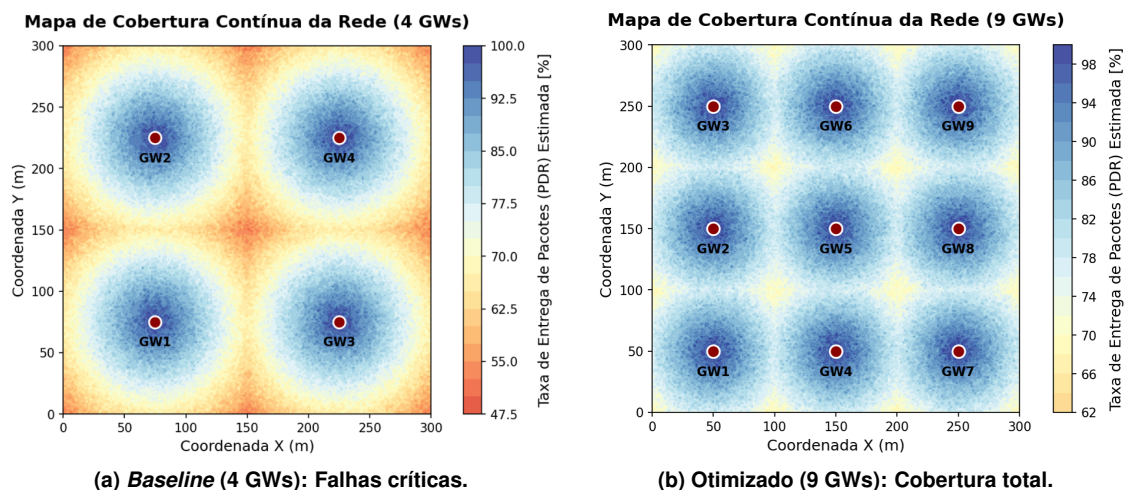 Mapa de Cobertura Contínua da Rede (4 GWs)
300
250
200
150
100
50
0
0 50 100 150 200 250 300
Coordenada Y (m)
Coordenada X (m)
GW2
GW4
GW1
GW3
100.0
92.5
85.0
77.5
70.0
62.5
55.0
47.5
Taxa de Entrega de Pacotes (PDR) Estimada [%]
(a) Baseline (4 GWs): Falhas críticas.
Mapa de Cobertura Contínua da Rede (9 GWs)
300
250
200
150
100
50
0
0 50 100 150 200 250 300
Coordenada Y (m)
Coordenada X (m)
GW3
GW6
GW9
GW2
GW5
GW8
GW1
GW4
GW7
98
94
90
86
82
78
74
70
66
62
Taxa de Entrega de Pacotes (PDR) Estimada [%]
(b) Otimizado (9 GWs): Cobertura total.